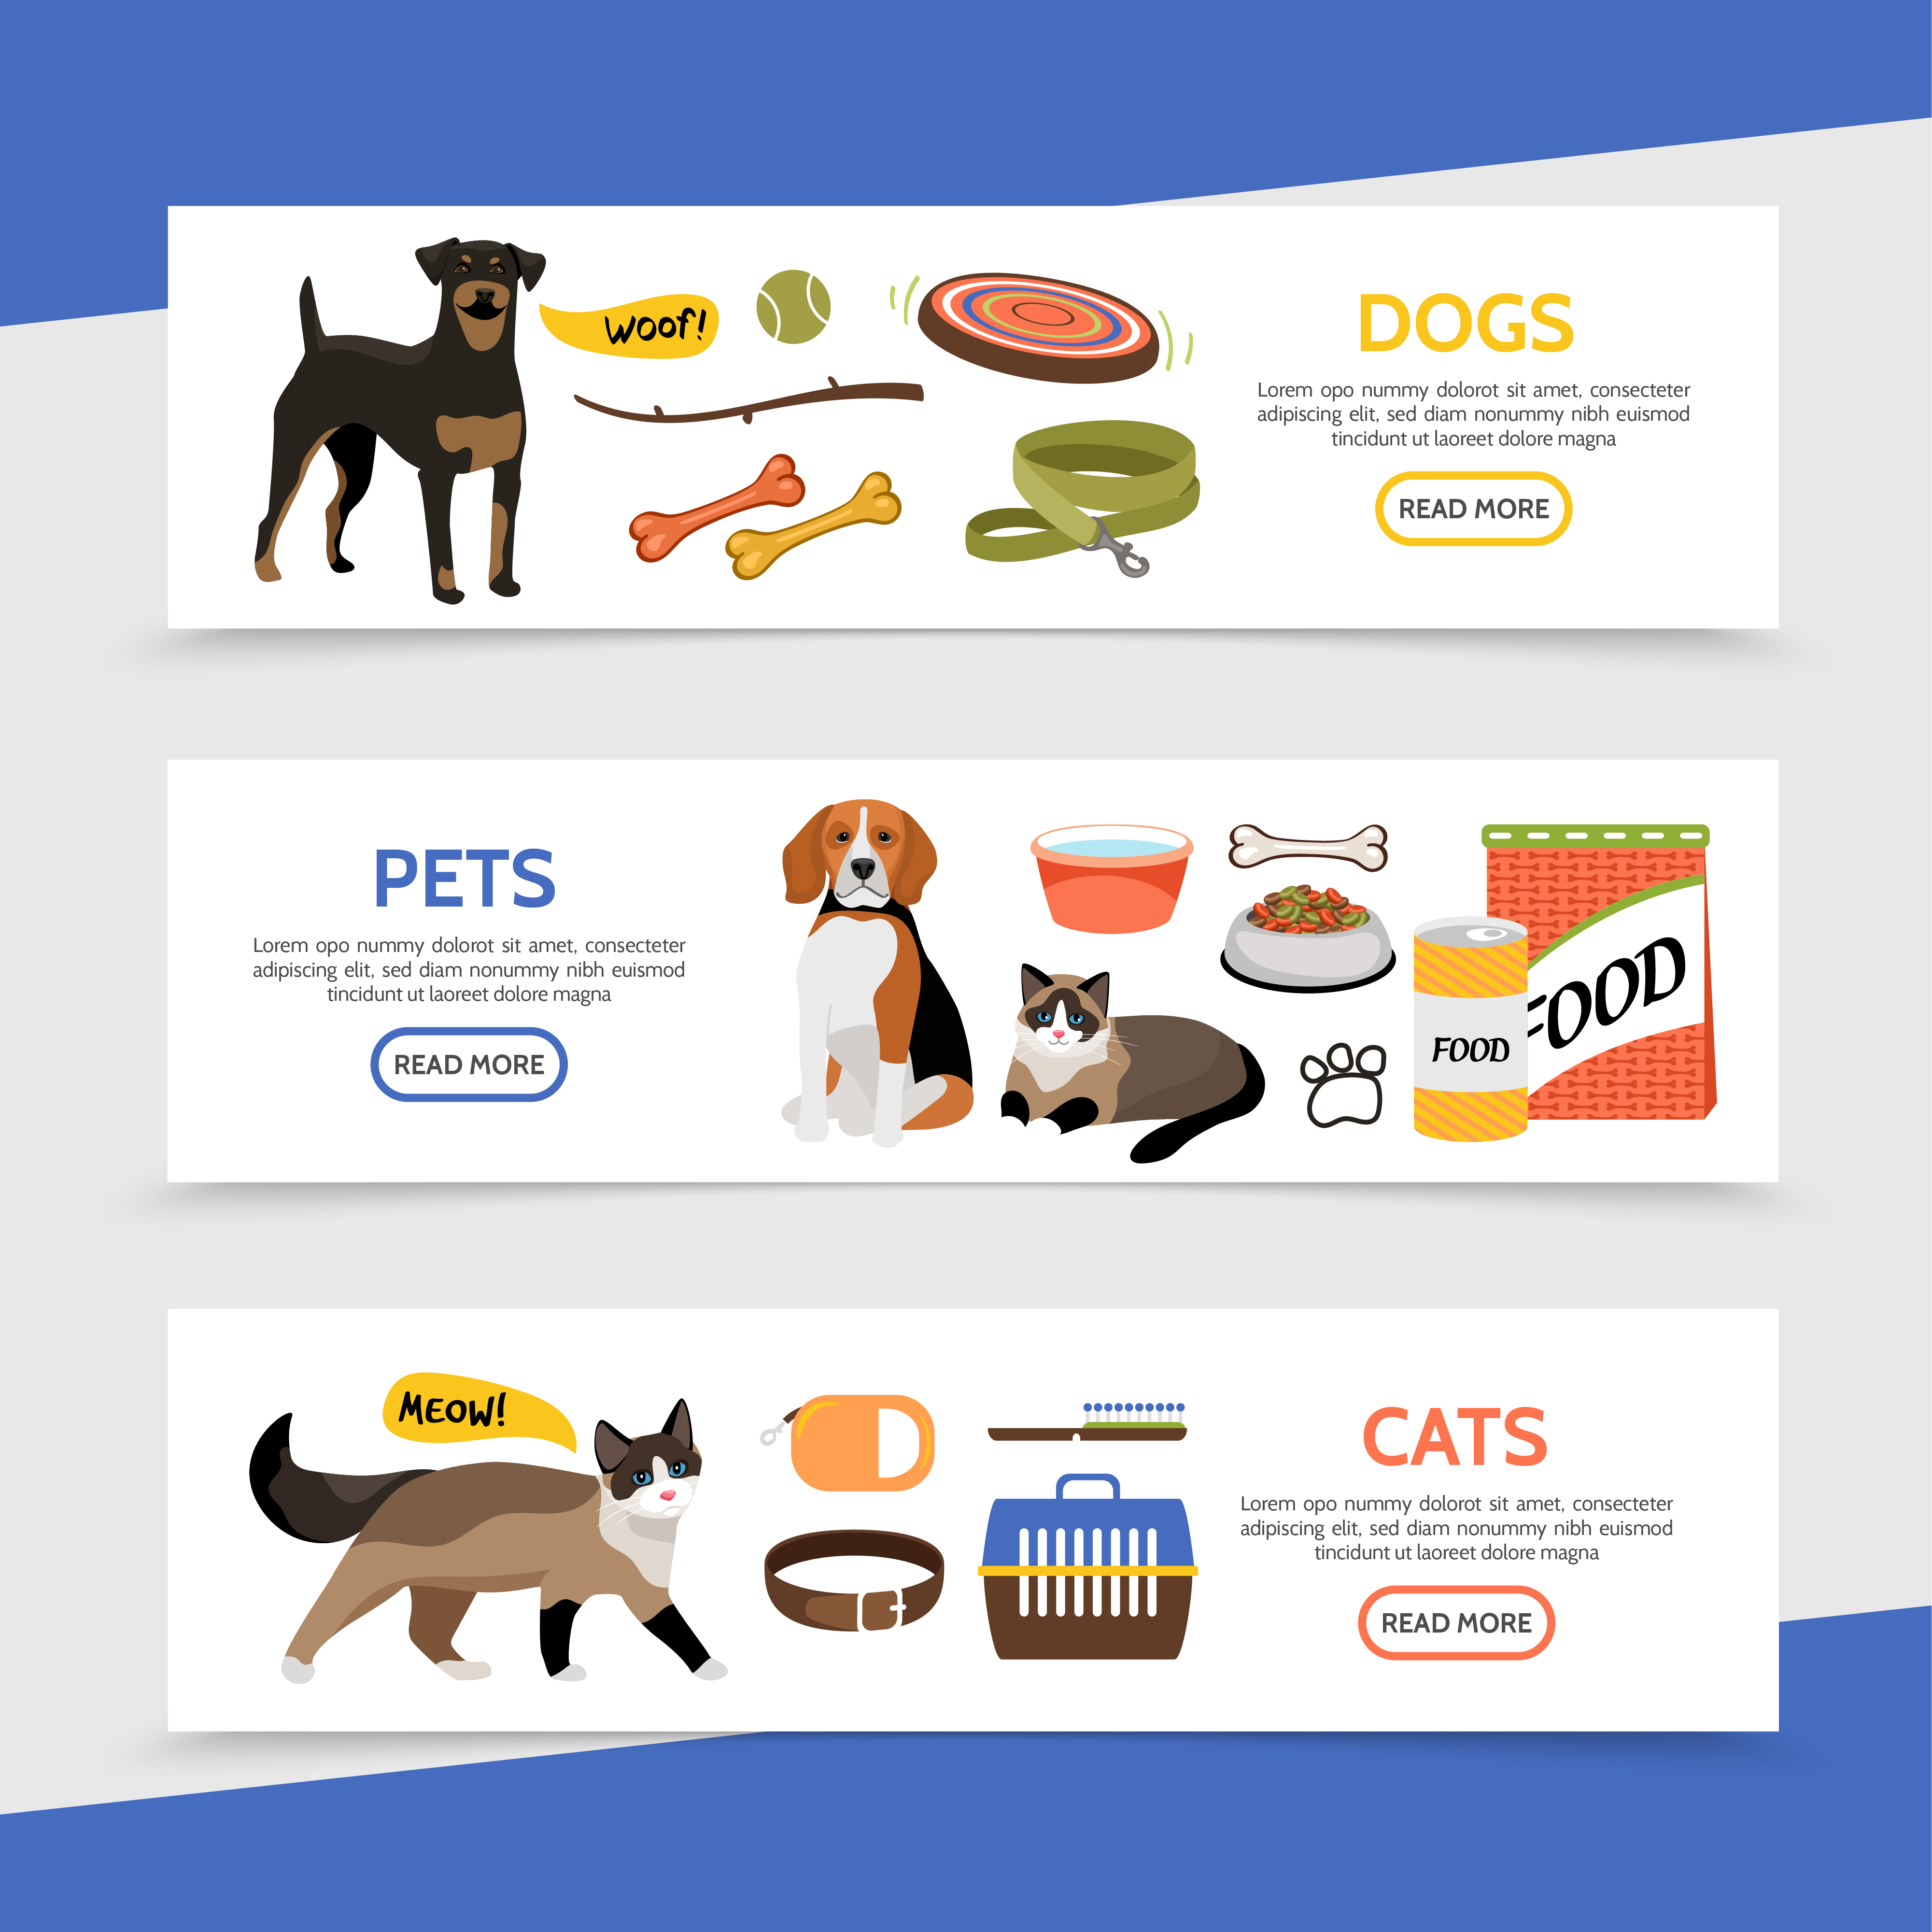 Woof!
DOGS
Lorem opo nummy dolorot sit amet, consecteter
adipiscing elit, sed diam nonummy nibh euismod
tincidunt ut laoreet dolore magna
READ MORE
PETS
Lorem opo nummy dolorot sit amet, consecteter
adipiscing elit, sed diam nonummy nibh euismod
tincidunt ut laoreet dolore magna
READ MORE
FOOD
FOOD
MEOW!
CATS
Lorem opo nummy dolorot sit amet, consecteter
adipiscing elit, sed diam nonummy nibh euismod
tincidunt ut laoreet dolore magna
READ MORE